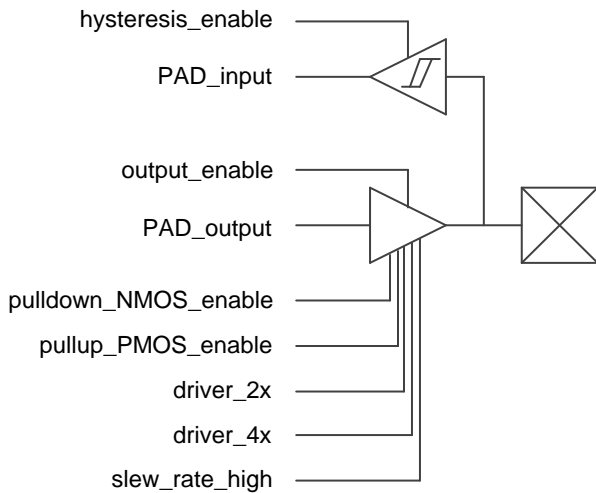 hysteresis_enable
PAD_input
output_enable
PAD_output
pulldown_NMOS_enable
pullup_PMOS_enable
driver_2x
driver_4x
slew_rate_high